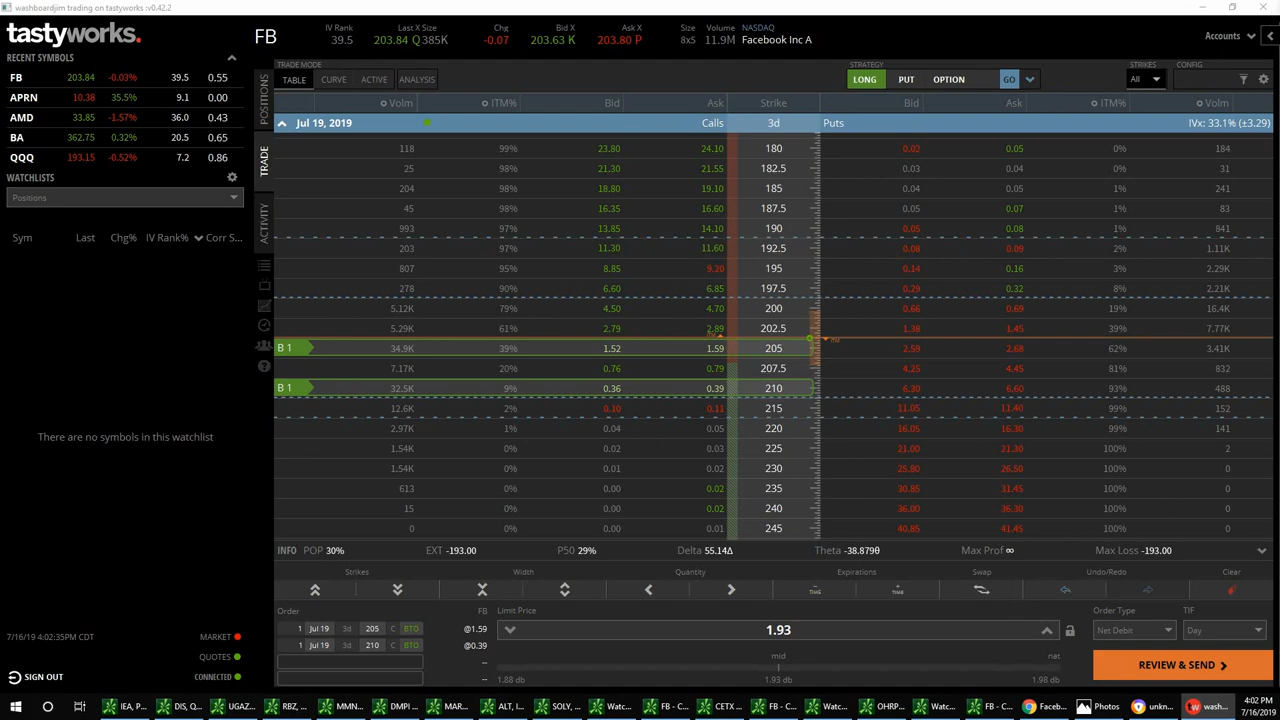 washboardjim trading on tastyworks :v0.42.2
tastyworks.
FB
IV Rank
39.5
Last X Size
203.84 Q385K
Chg
-0.07
Bid X
203.63 K
Ask X
203.80 P
Size
8x5
Volume
11.9M
NASDAQ
Facebook Inc A
Accounts
RECENT SYMBOLS
FB 203.84 -0.03% 39.5 0.55
APRN 10.38 35.5% 9.1 0.00
AMD 33.85 -1.57% 36.0 0.43
BA 362.75 0.32% 20.5 0.65
QQQ 193.15 -0.52% 7.2 0.86
WATCHLISTS
Positions
Sym Last Chg% IV Rank% Corr S...
There are no symbols in this watchlist
7/16/19 4:02:35PM CDT MARKET
QUOTES
SIGN OUT CONNECTED
POSITIONS
TRADE
ACTIVITY
TRADE MODE
TABLE CURVE ACTIVE ANALYSIS
STRATEGY
LONG PUT OPTION GO
STRIKES
All
CONFIG
Volm ITM% Bid Ask Strike Bid Ask ITM% Volm
Jul 19, 2019 Calls 3d Puts IVx: 33.1% (±3.29)
118 99% 23.80 24.10 180 0.02 0.05 0% 184
25 98% 21.30 21.55 182.5 0.03 0.04 0% 31
204 98% 18.80 19.10 185 0.04 0.05 1% 241
45 98% 16.35 16.60 187.5 0.05 0.07 1% 83
993 97% 13.85 14.10 190 0.05 0.08 1% 841
203 97% 11.30 11.60 192.5 0.08 0.09 2% 1.11K
807 95% 8.85 9.20 195 0.14 0.16 3% 2.29K
278 90% 6.60 6.85 197.5 0.29 0.32 8% 2.21K
5.12K 79% 4.50 4.70 200 0.66 0.69 19% 16.4K
5.29K 61% 2.79 2.89 202.5 1.38 1.45 39% 7.77K
ITM ITM
B 1 34.9K 39% 1.52 1.59 205 2.59 2.68 62% 3.41K
7.17K 20% 0.76 0.79 207.5 4.25 4.45 81% 832
B 1 32.5K 9% 0.36 0.39 210 6.30 6.60 93% 488
12.6K 2% 0.10 0.11 215 11.05 11.40 99% 152
2.97K 1% 0.04 0.05 220 16.05 16.30 99% 141
1.54K 0% 0.02 0.03 225 21.00 21.30 100% 2
1.54K 0% 0.01 0.02 230 25.80 26.50 100% 0
613 0% 0.00 0.02 235 30.85 31.45 100% 0
15 0% 0.00 0.02 240 36.00 36.30 100% 0
0 0% 0.00 0.01 245 40.85 41.45 100% 0
INFO POP 30% EXT -193.00 P50 29% Delta 55.14Δ Theta -38.879θ Max Prof ∞ Max Loss -193.00
Strikes Width Quantity Expirations Swap Undo/Redo Clear
TIME TIME
Order FB Limit Price Order Type TIF
1 Jul 19 3d 205 C BTO @1.59
1.93
Net Debit Day
1 Jul 19 3d 210 C BTO @0.39
--
--
mid nat
1.88 db 1.93 db 1.98 db
REVIEW & SEND
IEA, P... DIS, Q... UGAZ... RBZ, ... MMN... DMPI ... MAR... ALT, I... SOLY, ... Watc... FB - C... CETX ... FB - C... Watc... OHRP... Watc... FB - C... Faceb... Photos unkn... wash...
4:02 PM
7/16/2019